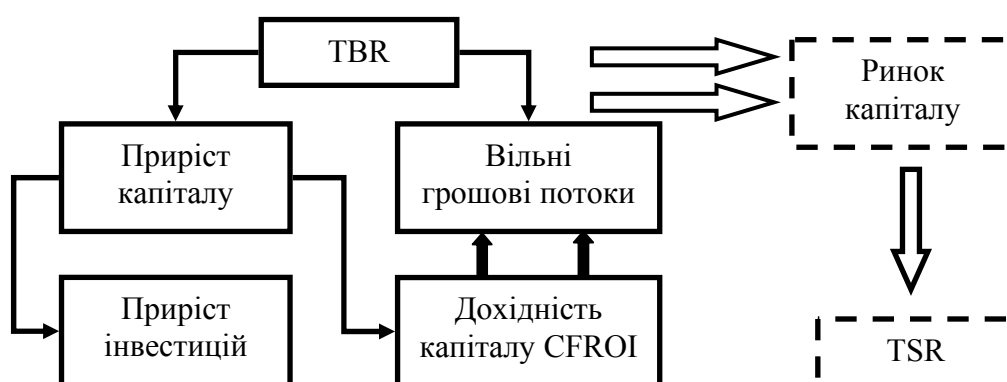 TBR
Ринок
капіталу
Приріст
капіталу
Вільні
грошові потоки
Приріст
інвестицій
Дохідність
капіталу CFROI
TSR